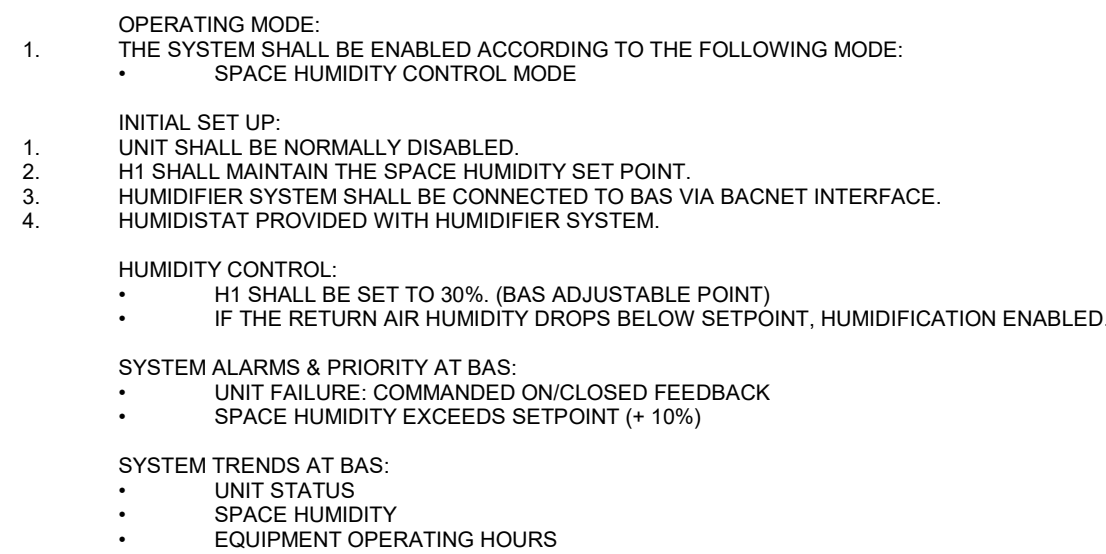 OPERATING MODE:
1. THE SYSTEM SHALL BE ENABLED ACCORDING TO THE FOLLOWING MODE:
• SPACE HUMIDITY CONTROL MODE
INITIAL SET UP:
1. UNIT SHALL BE NORMALLY DISABLED.
2. H1 SHALL MAINTAIN THE SPACE HUMIDITY SET POINT.
3. HUMIDIFIER SYSTEM SHALL BE CONNECTED TO BAS VIA BACNET INTERFACE.
4. HUMIDISTAT PROVIDED WITH HUMIDIFIER SYSTEM.
HUMIDITY CONTROL:
• H1 SHALL BE SET TO 30%. (BAS ADJUSTABLE POINT)
• IF THE RETURN AIR HUMIDITY DROPS BELOW SETPOINT, HUMIDIFICATION ENABLED.
SYSTEM ALARMS & PRIORITY AT BAS:
• UNIT FAILURE: COMMANDED ON/CLOSED FEEDBACK
• SPACE HUMIDITY EXCEEDS SETPOINT (+ 10%)
SYSTEM TRENDS AT BAS:
• UNIT STATUS
• SPACE HUMIDITY
• EQUIPMENT OPERATING HOURS